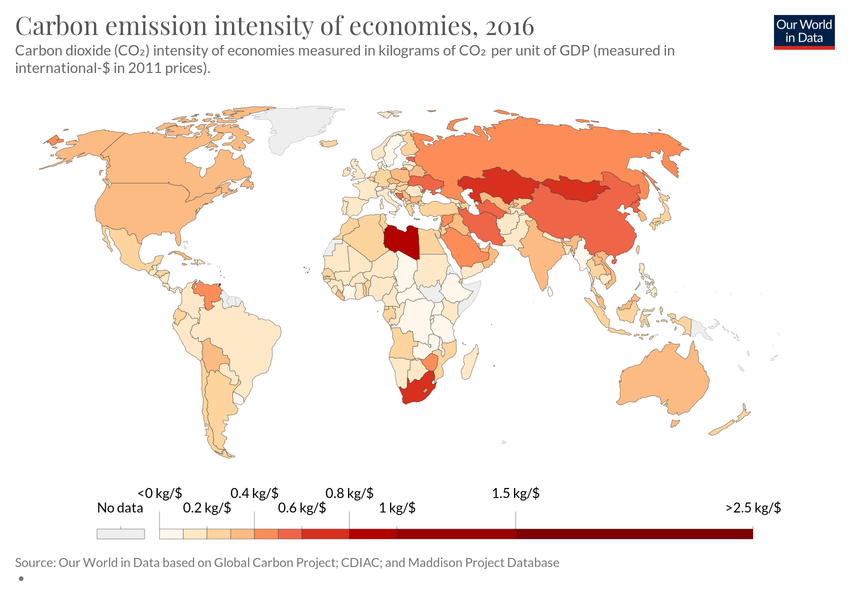 Carbon emission intensity of economies, 2016
Our World
in Data
Carbon dioxide (CO₂) intensity of economies measured in kilograms of CO₂ per unit of GDP (measured in
international-$ in 2011 prices).
<0 kg/$ 0.4 kg/$ 0.8 kg/$ 1.5 kg/$ >2.5 kg/$
No data 0.2 kg/$ 0.6 kg/$ 1 kg/$
Source: Our World in Data based on Global Carbon Project; CDIAC; and Maddison Project Database